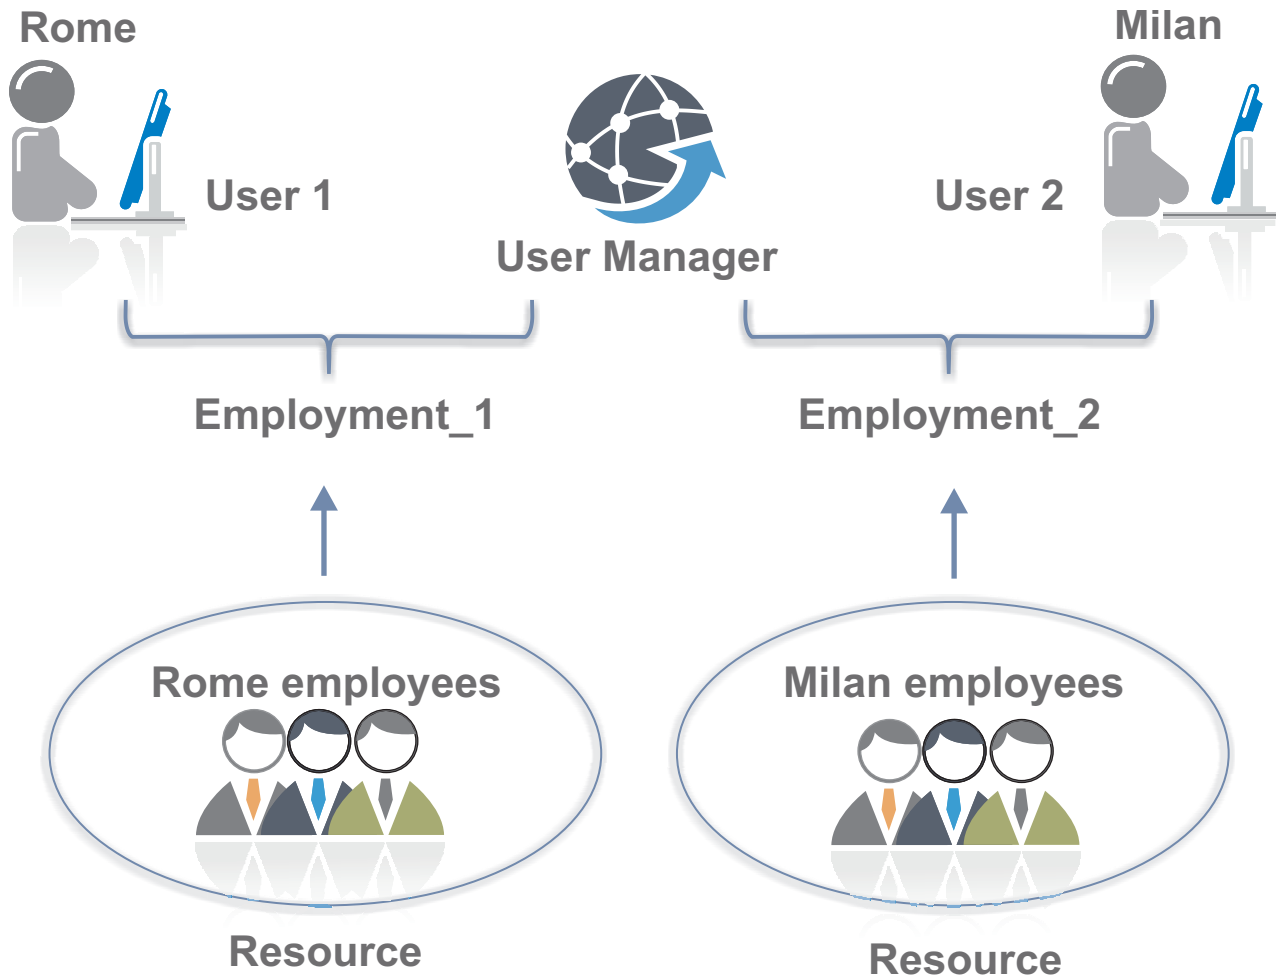 Rome
Milan
User 1
User 2
User Manager
Employment_1
Employment_2
Rome employees
Milan employees
Resource
Resource